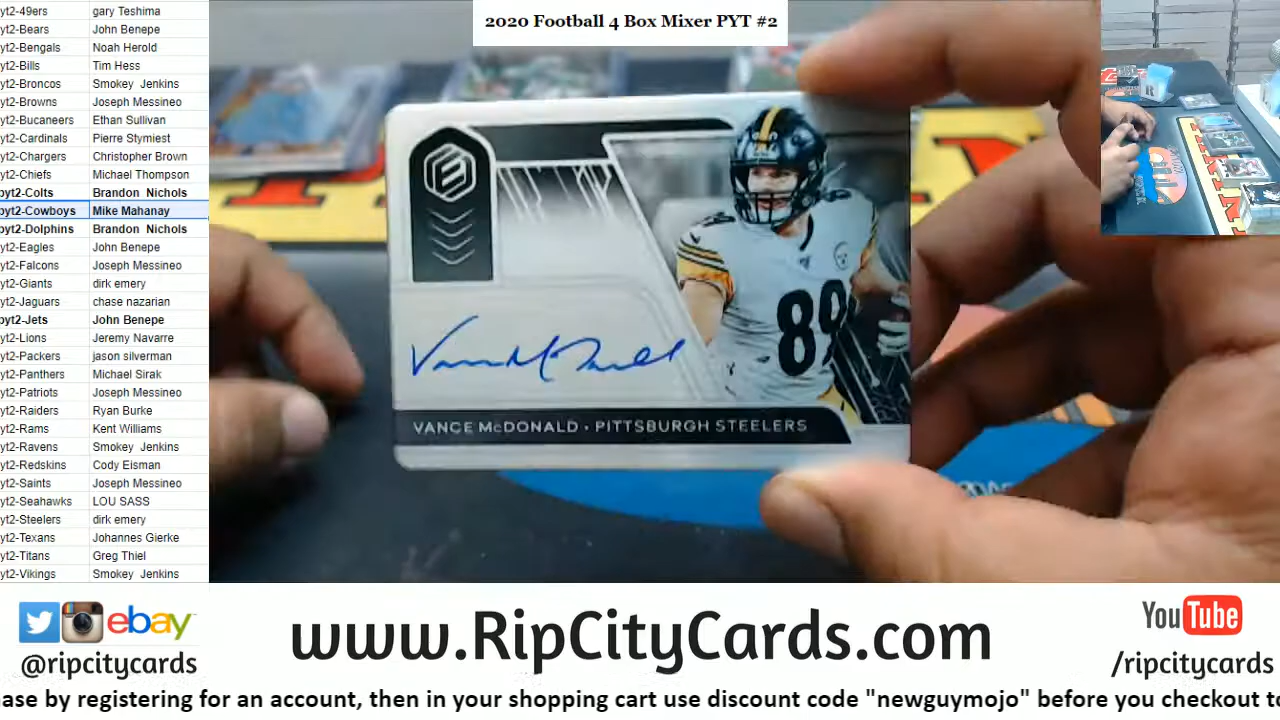 2020 Football 4 Box Mixer PYT #2
yt2-49ers gary Teshima
yt2-Bears John Benepe
yt2-Bengals Noah Herold
yt2-Bills Tim Hess
yt2-Broncos Smokey Jenkins
yt2-Browns Joseph Messineo
yt2-Bucaneers Ethan Sullivan
yt2-Cardinals Pierre Stymiest
yt2-Chargers Christopher Brown
yt2-Chiefs Michael Thompson
pyt2-Colts Brandon Nichols
pyt2-Cowboys Mike Mahanay
pyt2-Dolphins Brandon Nichols
yt2-Eagles John Benepe
yt2-Falcons Joseph Messineo
yt2-Giants dirk emery
yt2-Jaguars chase nazarian
pyt2-Jets John Benepe
yt2-Lions Jeremy Navarre
yt2-Packers jason silverman
yt2-Panthers Michael Sirak
yt2-Patriots Joseph Messineo
yt2-Raiders Ryan Burke
yt2-Rams Kent Williams
yt2-Ravens Smokey Jenkins
yt2-Redskins Cody Eisman
yt2-Saints Joseph Messineo
yt2-Seahawks LOU SASS
yt2-Steelers dirk emery
yt2-Texans Johannes Gierke
yt2-Titans Greg Thiel
yt2-Vikings Smokey Jenkins
89
Vance McDonald
VANCE McDONALD • PITTSBURGH STEELERS
ebay
@ripcitycards
www.RipCityCards.com
YouTube
/ripcitycards
ase by registering for an account, then in your shopping cart use discount code "newguymojo" before you checkout to